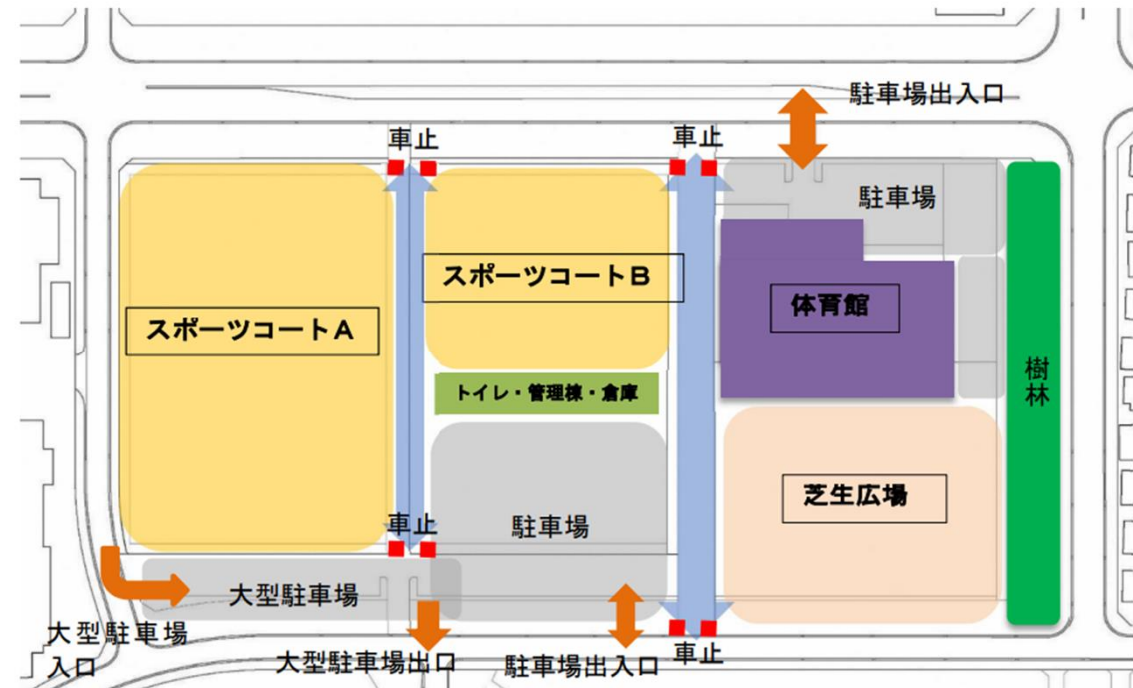 駐車場出入口
車止
車止
駐車場
スポーツコートB
体育館
スポーツコートA
樹林
トイレ・管理棟・倉庫
芝生広場
車止
駐車場
大型駐車場
大型駐車場
入口
大型駐車場出口
駐車場出入口
車止